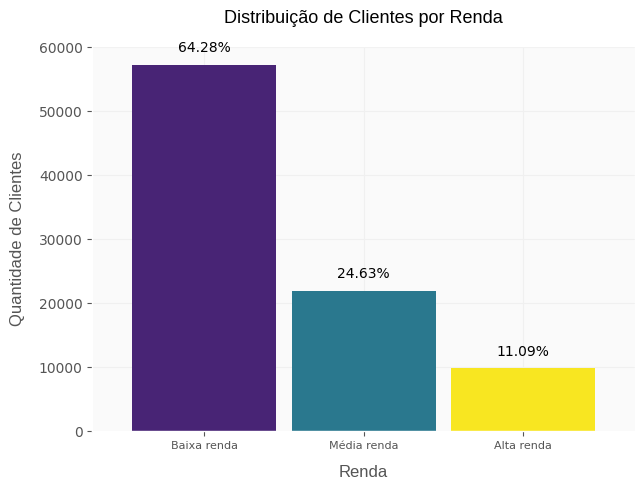 Distribuição de Clientes por Renda
60000
64.28%
50000
40000
30000
24.63%
20000
11.09%
10000
0
Quantidade de Clientes
Baixa renda
Média renda
Alta renda
Renda